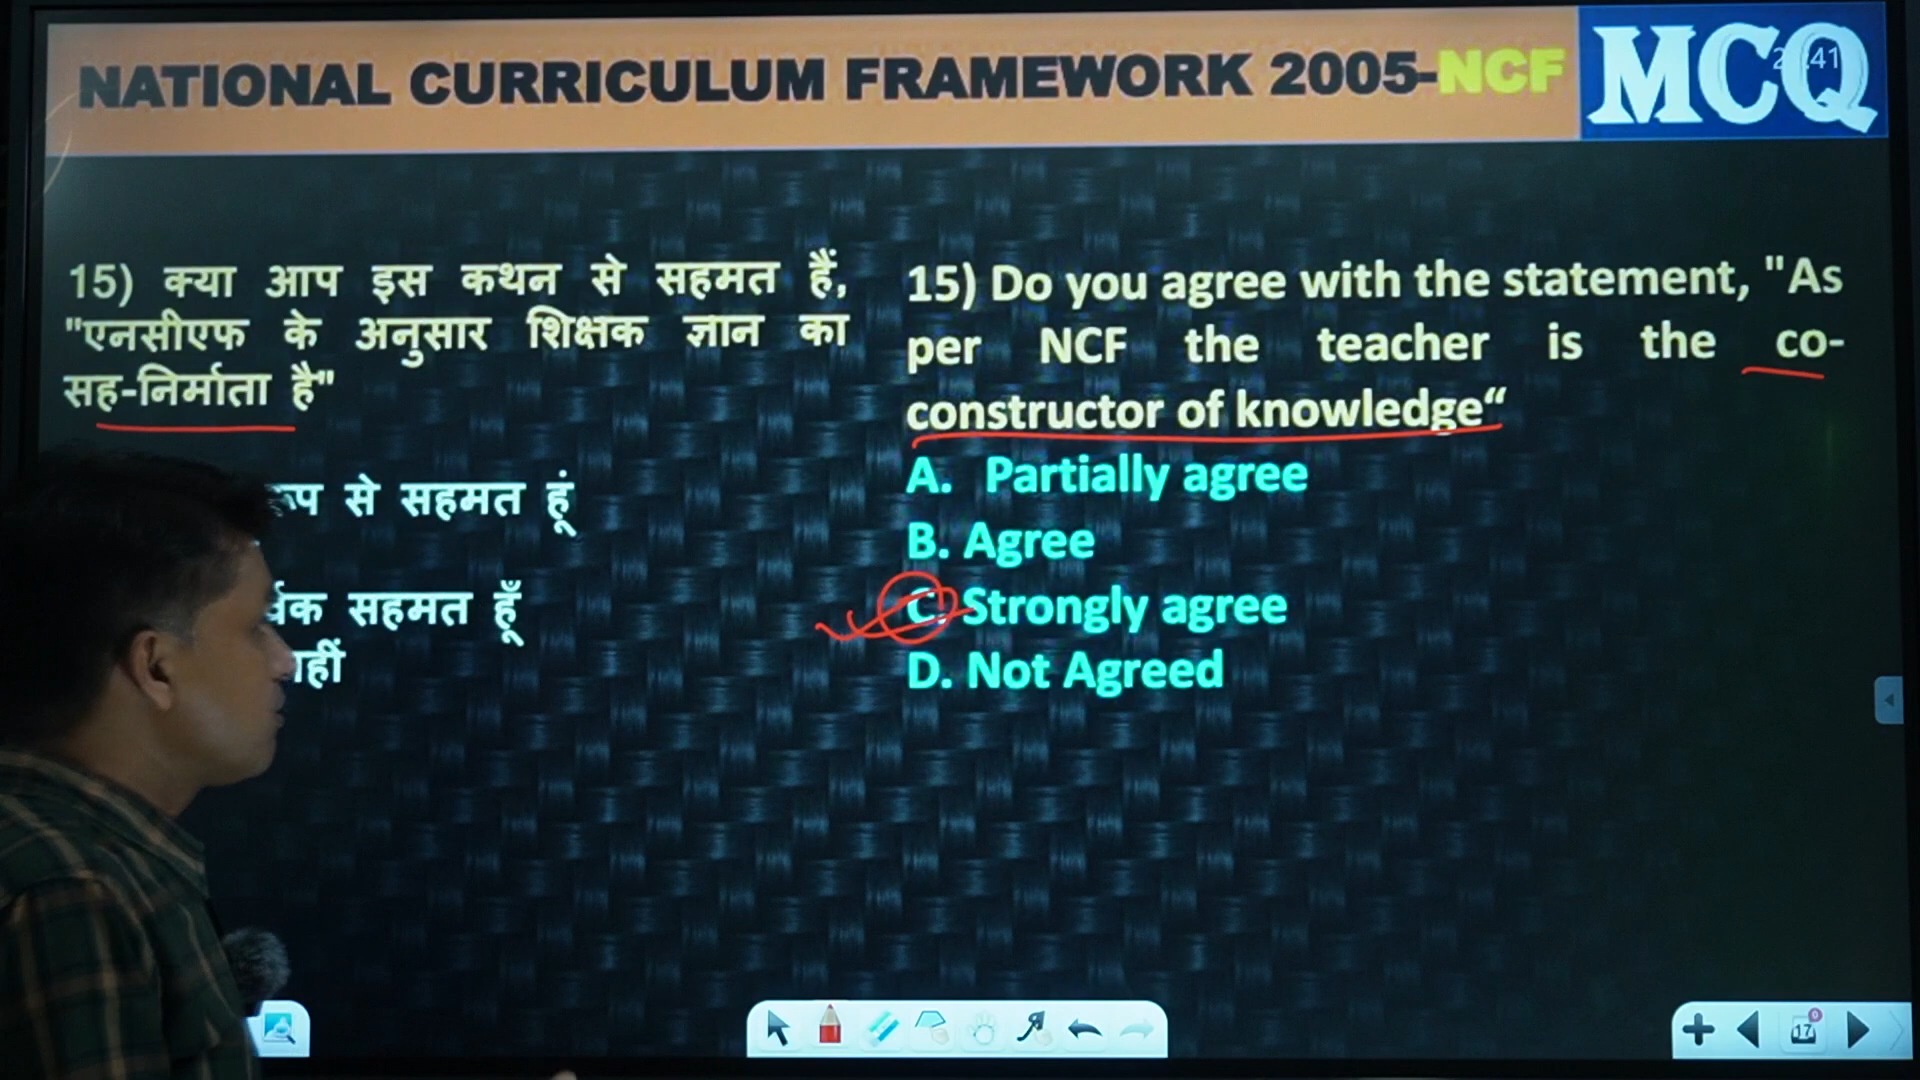 NATIONAL CURRICULUM FRAMEWORK 2005-NCF
MCQ
15) क्या आप इस कथन से सहमत हैं,
"एनसीएफ के अनुसार शिक्षक ज्ञान का
सह-निर्माता है"
से सहमत हूं
सहमत हूँ
15) Do you agree with the statement, "As
per NCF the teacher is the co-
constructor of knowledge“
A. Partially agree
B. Agree
C. Strongly agree
D. Not Agreed
17
0